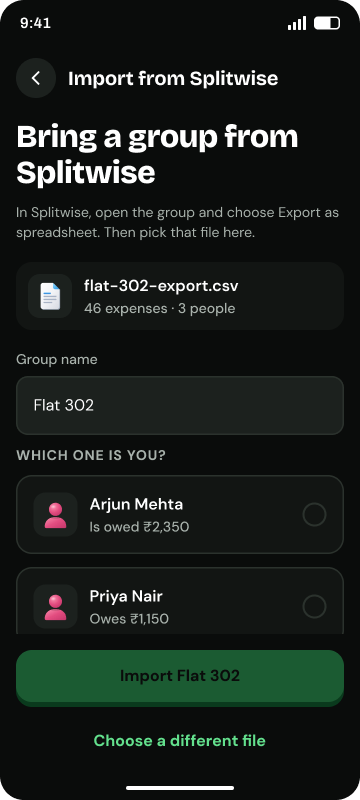 9:41
Import from Splitwise
Bring a group from
Splitwise
In Splitwise, open the group and choose Export as
spreadsheet. Then pick that file here.
flat-302-export.csv
46 expenses · 3 people
Group name
Flat 302
WHICH ONE IS YOU?
Arjun Mehta
Is owed ₹2,350
Priya Nair
Owes ₹1,150
Import Flat 302
Choose a different file